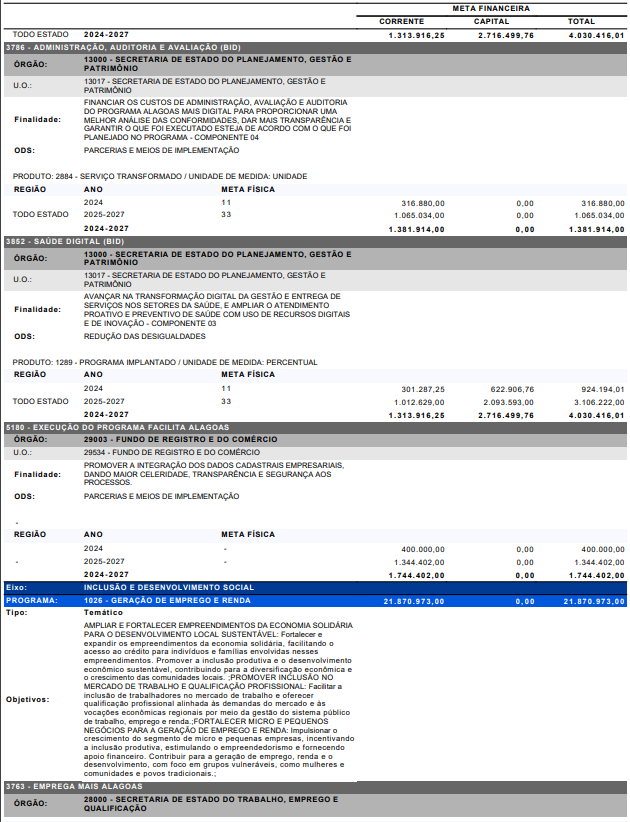 META FINANCEIRA
CORRENTE CAPITAL TOTAL
TODO ESTADO 2024-2027 1.313.916,25 2.716.499,76 4.030.416,01
3786 - ADMINISTRAÇÃO, AUDITORIA E AVALIAÇÃO (BID)
ÓRGÃO: 13000 - SECRETARIA DE ESTADO DO PLANEJAMENTO, GESTÃO E
PATRIMÔNIO
U.O.: 13017 - SECRETARIA DE ESTADO DO PLANEJAMENTO, GESTÃO E
PATRIMÔNIO
Finalidade: FINANCIAR OS CUSTOS DE ADMINISTRAÇÃO, AVALIAÇÃO E AUDITORIA
DO PROGRAMA ALAGOAS MAIS DIGITAL PARA PROPORCIONAR UMA
MELHOR ANÁLISE DAS CONFORMIDADES, DAR MAIS TRANSPARÊNCIA E
GARANTIR O QUE FOI EXECUTADO ESTEJA DE ACORDO COM O QUE FOI
PLANEJADO NO PROGRAMA - COMPONENTE 04
ODS: PARCERIAS E MEIOS DE IMPLEMENTAÇÃO
PRODUTO: 2884 - SERVIÇO TRANSFORMADO / UNIDADE DE MEDIDA: UNIDADE
REGIÃO ANO META FÍSICA
2024 11 316.880,00 0,00 316.880,00
TODO ESTADO 2025-2027 33 1.065.034,00 0,00 1.065.034,00
2024-2027 1.381.914,00 0,00 1.381.914,00
3852 - SAÚDE DIGITAL (BID)
ÓRGÃO: 13000 - SECRETARIA DE ESTADO DO PLANEJAMENTO, GESTÃO E
PATRIMÔNIO
U.O.: 13017 - SECRETARIA DE ESTADO DO PLANEJAMENTO, GESTÃO E
PATRIMÔNIO
Finalidade: AVANÇAR NA TRANSFORMAÇÃO DIGITAL DA GESTÃO E ENTREGA DE
SERVIÇOS NOS SETORES DA SAÚDE, E AMPLIAR O ATENDIMENTO
PROATIVO E PREVENTIVO DE SAÚDE COM USO DE RECURSOS DIGITAIS
E DE INOVAÇÃO - COMPONENTE 03
ODS: REDUÇÃO DAS DESIGUALDADES
PRODUTO: 1289 - PROGRAMA IMPLANTADO / UNIDADE DE MEDIDA: PERCENTUAL
REGIÃO ANO META FÍSICA
2024 11 301.287,25 622.906,76 924.194,01
TODO ESTADO 2025-2027 33 1.012.629,00 2.093.593,00 3.106.222,00
2024-2027 1.313.916,25 2.716.499,76 4.030.416,01
5180 - EXECUÇÃO DO PROGRAMA FACILITA ALAGOAS
ÓRGÃO: 29003 - FUNDO DE REGISTRO E DO COMÉRCIO
U.O.: 29534 - FUNDO DE REGISTRO E DO COMÉRCIO
Finalidade: PROMOVER A INTEGRAÇÃO DOS DADOS CADASTRAIS EMPRESARIAIS,
DANDO MAIOR CELERIDADE, TRANSPARÊNCIA E SEGURANÇA AOS
PROCESSOS.
ODS: PARCERIAS E MEIOS DE IMPLEMENTAÇÃO
-
REGIÃO ANO META FÍSICA
2024 - 400.000,00 0,00 400.000,00
- 2025-2027 - 1.344.402,00 0,00 1.344.402,00
2024-2027 1.744.402,00 0,00 1.744.402,00
Eixo: INCLUSÃO E DESENVOLVIMENTO SOCIAL
PROGRAMA: 1026 - GERAÇÃO DE EMPREGO E RENDA 21.870.973,00 0,00 21.870.973,00
Tipo: Temático
Objetivos: AMPLIAR E FORTALECER EMPREENDIMENTOS DA ECONOMIA SOLIDÁRIA
PARA O DESENVOLVIMENTO LOCAL SUSTENTÁVEL: Fortalecer e
expandir os empreendimentos da economia solidária, facilitando o
acesso ao crédito para indivíduos e famílias envolvidas nesses
empreendimentos. Promover a inclusão produtiva e o desenvolvimento
econômico sustentável, contribuindo para a diversificação econômica e
o crescimento das comunidades locais. ;PROMOVER INCLUSÃO NO
MERCADO DE TRABALHO E QUALIFICAÇÃO PROFISSIONAL: Facilitar a
inclusão de trabalhadores no mercado de trabalho e oferecer
qualificação profissional alinhada às demandas do mercado e às
vocações econômicas regionais por meio da gestão do sistema público
de trabalho, emprego e renda.;FORTALECER MICRO E PEQUENOS
NEGÓCIOS PARA A GERAÇÃO DE EMPREGO E RENDA: Impulsionar o
crescimento do segmento de micro e pequenas empresas, incentivando
a inclusão produtiva, estimulando o empreendedorismo e fornecendo
apoio financeiro. Contribuir para a geração de emprego, renda e o
desenvolvimento, com foco em grupos vulneráveis, como mulheres e
comunidades e povos tradicionais.;
3763 - EMPREGA MAIS ALAGOAS
ÓRGÃO: 28000 - SECRETARIA DE ESTADO DO TRABALHO, EMPREGO E
QUALIFICAÇÃO